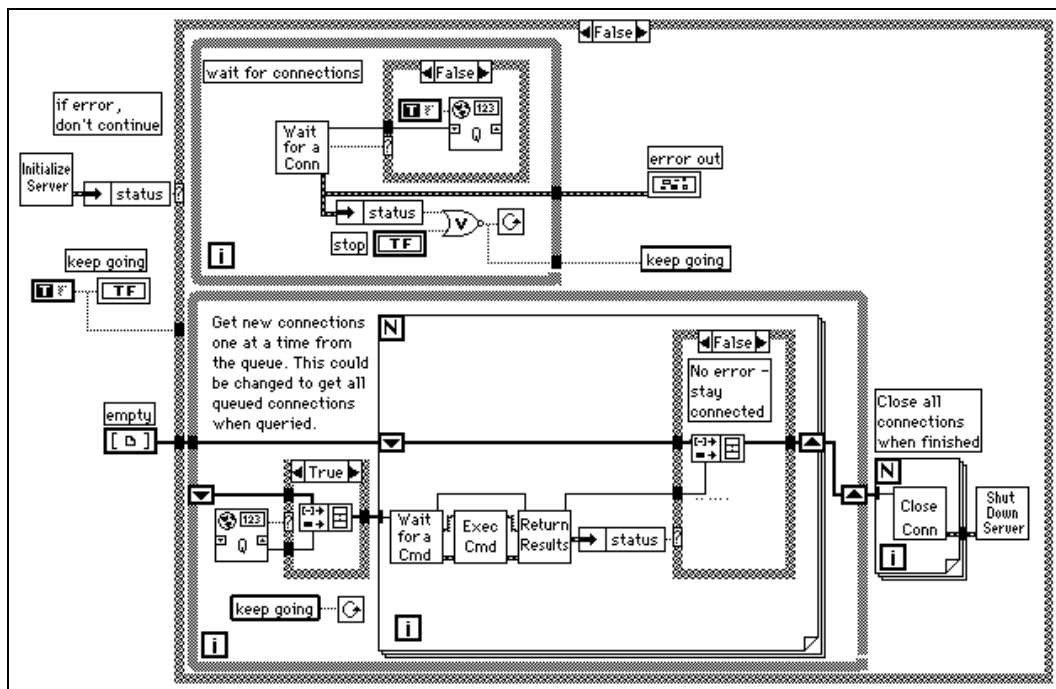 False
wait for connections
False
if error,
don't continue
T F
123
Q
Wait
for a
Conn
?
error out
Initialize
Server
status
?
status
V
stop
TF
i
keep going
keep going
T F
TF
Get new connections
one at a time from
the queue. This could
be changed to get all
queued connections
when queried.
N
False
No error -
stay
connected
empty
Close all
connections
when finished
N
True
123
Q
?
Wait
for a
Cmd
Exec
Cmd
Return
Results
status
?
Close
Conn
Shut
Down
Server
i
keep going
i
i